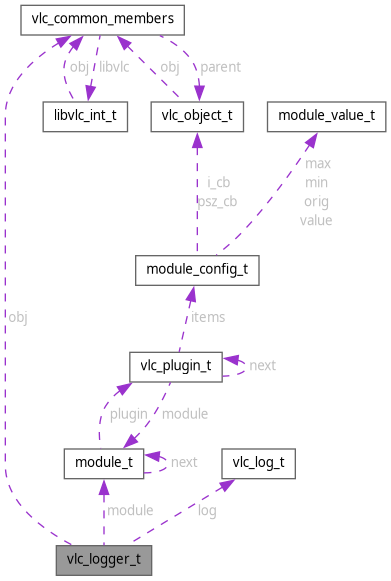 vlc_common_members
obj
libvlc
obj
parent
libvlc_int_t
vlc_object_t
module_value_t
i_cb
psz_cb
max
min
orig
value
module_config_t
obj
items
vlc_plugin_t
next
plugin
module
module_t
next
vlc_log_t
module
log
vlc_logger_t